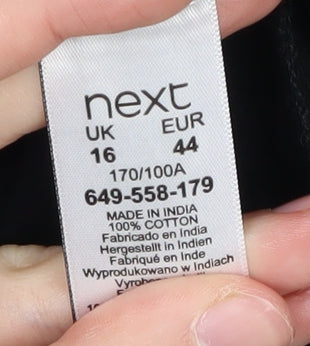 next
UK EUR
16 44
170/100A
649-558-179
MADE IN INDIA
100% COTTON
Fabricado en India
Hergestellt in Indien
Fabriqué en Inde
Wyprodukowano w Indiach